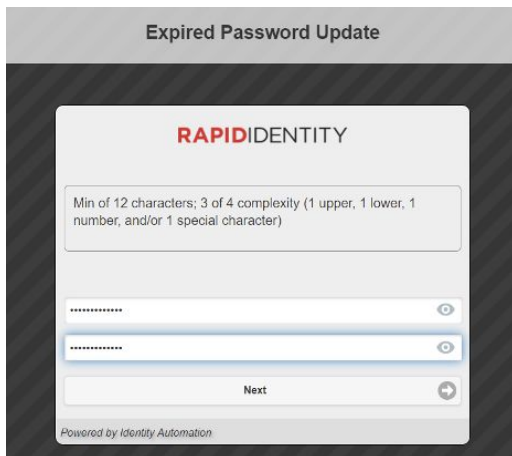 Expired Password Update
RAPIDIDENTITY
Min of 12 characters; 3 of 4 complexity (1 upper, 1 lower, 1
number, and/or 1 special character)
•••••••••••••
•••••••••••••
Next
Powered by Identity Automation